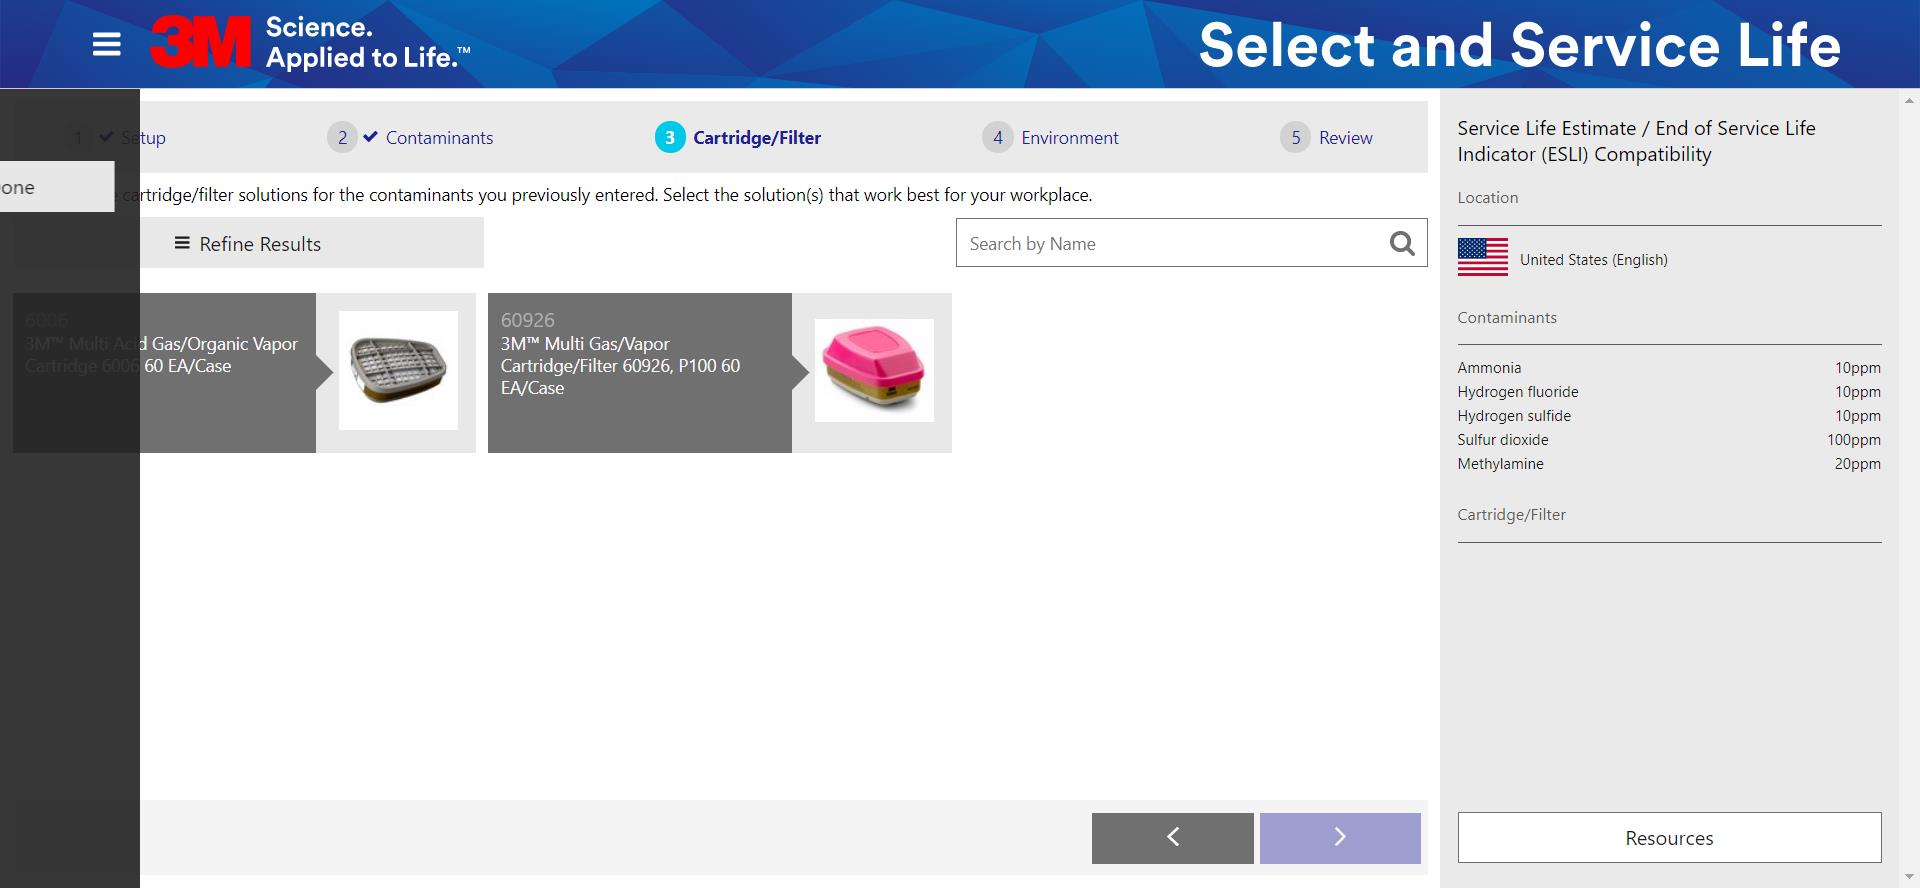 3M Science.
Applied to Life.™
Select and Service Life
1 Setup
2 Contaminants
3 Cartridge/Filter
4 Environment
5 Review
one
cartridge/filter solutions for the contaminants you previously entered. Select the solution(s) that work best for your workplace.
Refine Results
Search by Name
6006
3M™ Multi Acid Gas/Organic Vapor
Cartridge 6006 60 EA/Case
60926
3M™ Multi Gas/Vapor
Cartridge/Filter 60926, P100 60
EA/Case
Service Life Estimate / End of Service Life
Indicator (ESLI) Compatibility
Location
United States (English)
Contaminants
Ammonia 10ppm
Hydrogen fluoride 10ppm
Hydrogen sulfide 10ppm
Sulfur dioxide 100ppm
Methylamine 20ppm
Cartridge/Filter
Resources